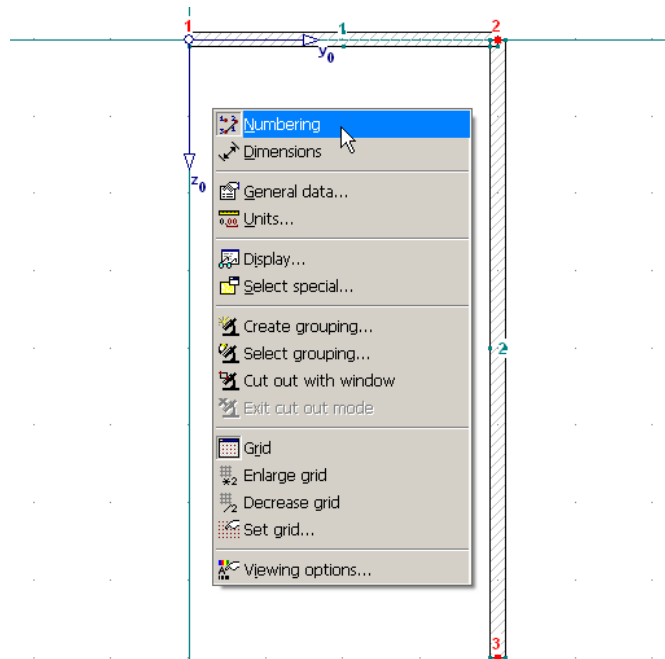 1 1 2
y0
z0
Numbering
Dimensions
General data...
Units...
Display...
Select special...
Create grouping...
Select grouping...
2
Cut out with window
Exit cut out mode
Grid
Enlarge grid
Decrease grid
Set grid...
Viewing options...
3